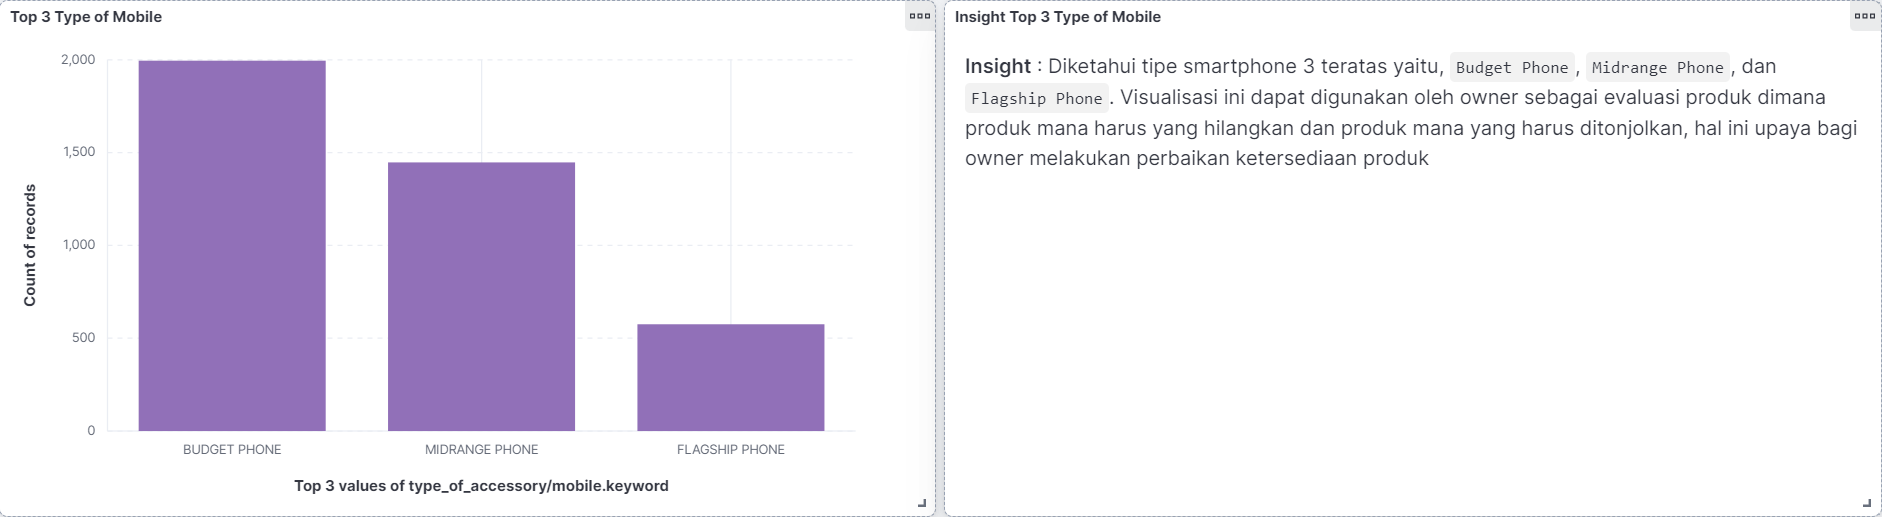 Top 3 Type of Mobile
2,000
1,500
1,000
500
0
Count of records
BUDGET PHONE
MIDRANGE PHONE
FLAGSHIP PHONE
Top 3 values of type_of_accessory/mobile.keyword
Insight Top 3 Type of Mobile
Insight : Diketahui tipe smartphone 3 teratas yaitu, Budget Phone , Midrange Phone , dan
Flagship Phone . Visualisasi ini dapat digunakan oleh owner sebagai evaluasi produk dimana
produk mana harus yang hilangkan dan produk mana yang harus ditonjolkan, hal ini upaya bagi
owner melakukan perbaikan ketersediaan produk